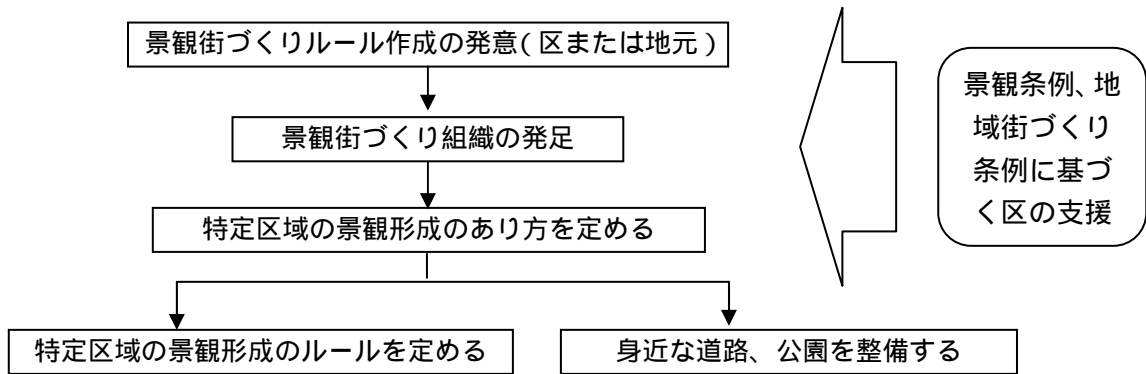 景観街づくりルール作成の発意(区または地元)
景観街づくり組織の発足
特定区域の景観形成のあり方を定める
特定区域の景観形成のルールを定める
身近な道路、公園を整備する
景観条例、地
域街づくり
条例に基づ
く区の支援